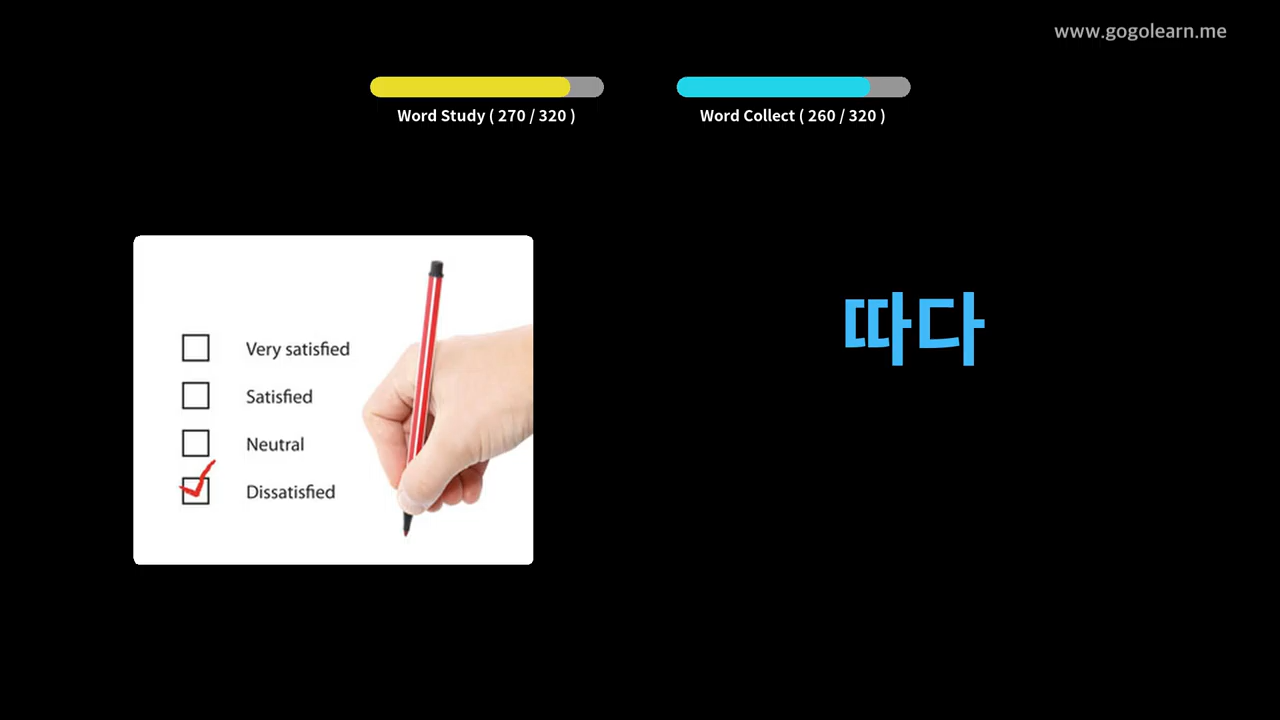 www.gogolearn.me
Word Study ( 270 / 320 )
Word Collect ( 260 / 320 )
Very satisfied
Satisfied
Neutral
Dissatisfied
따다